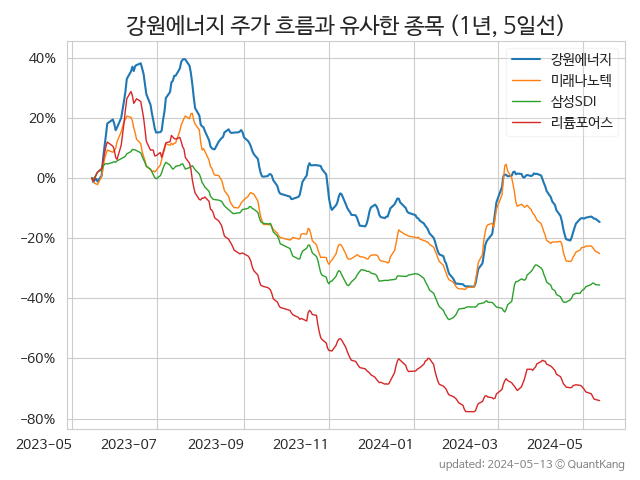 강원에너지 주가 흐름과 유사한 종목 (1년, 5일선)
강원에너지
미래나노텍
삼성SDI
리튬포어스
40%
20%
0%
−20%
−40%
−60%
−80%
2023-05 2023-07 2023-09 2023-11 2024-01 2024-03 2024-05
updated: 2024-05-13 ⓒ QuantKang